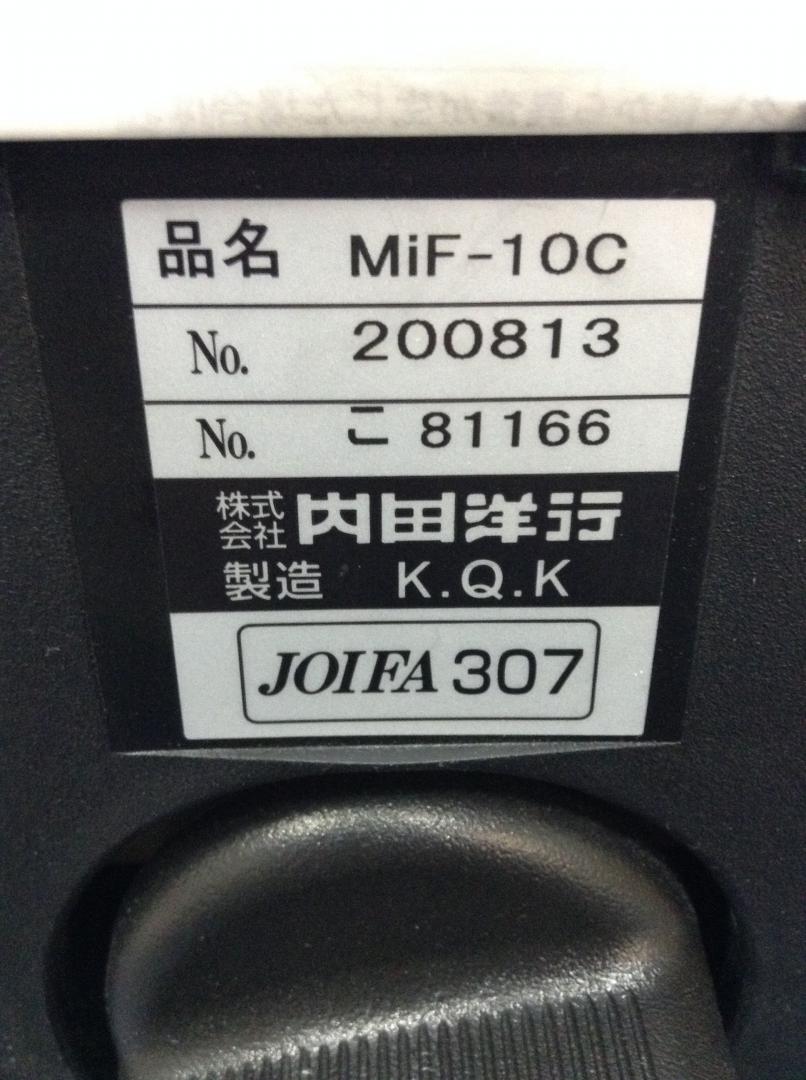 品名 MiF-10C
No. 200813
No. こ 81166
株式会社 内田洋行
製造 K.Q.K
JOIFA 307